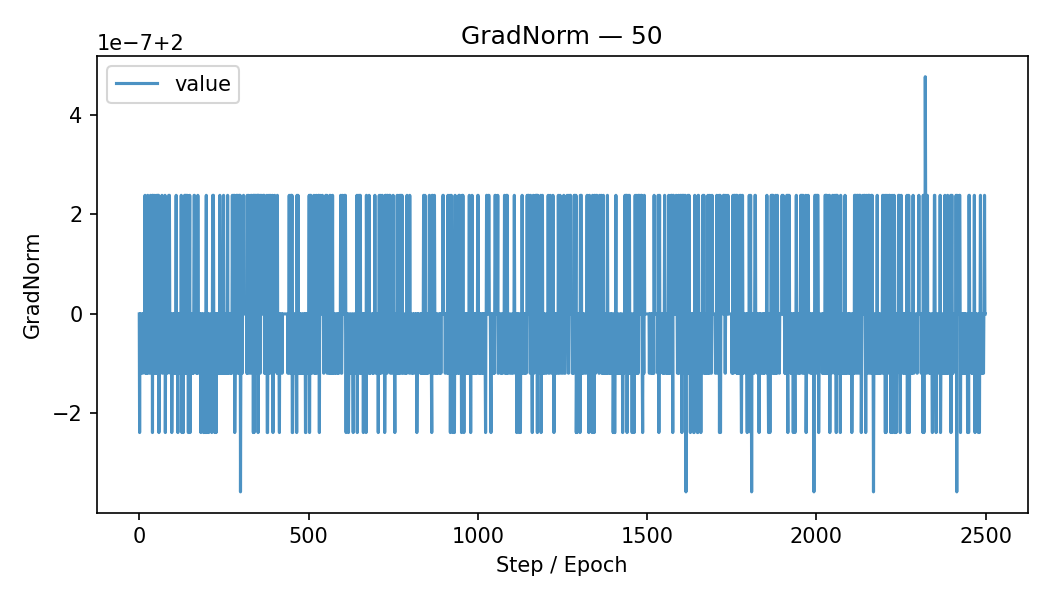 GradNorm — 50
1e−7+2
value
4
2
0
−2
GradNorm
0 500 1000 1500 2000 2500
Step / Epoch